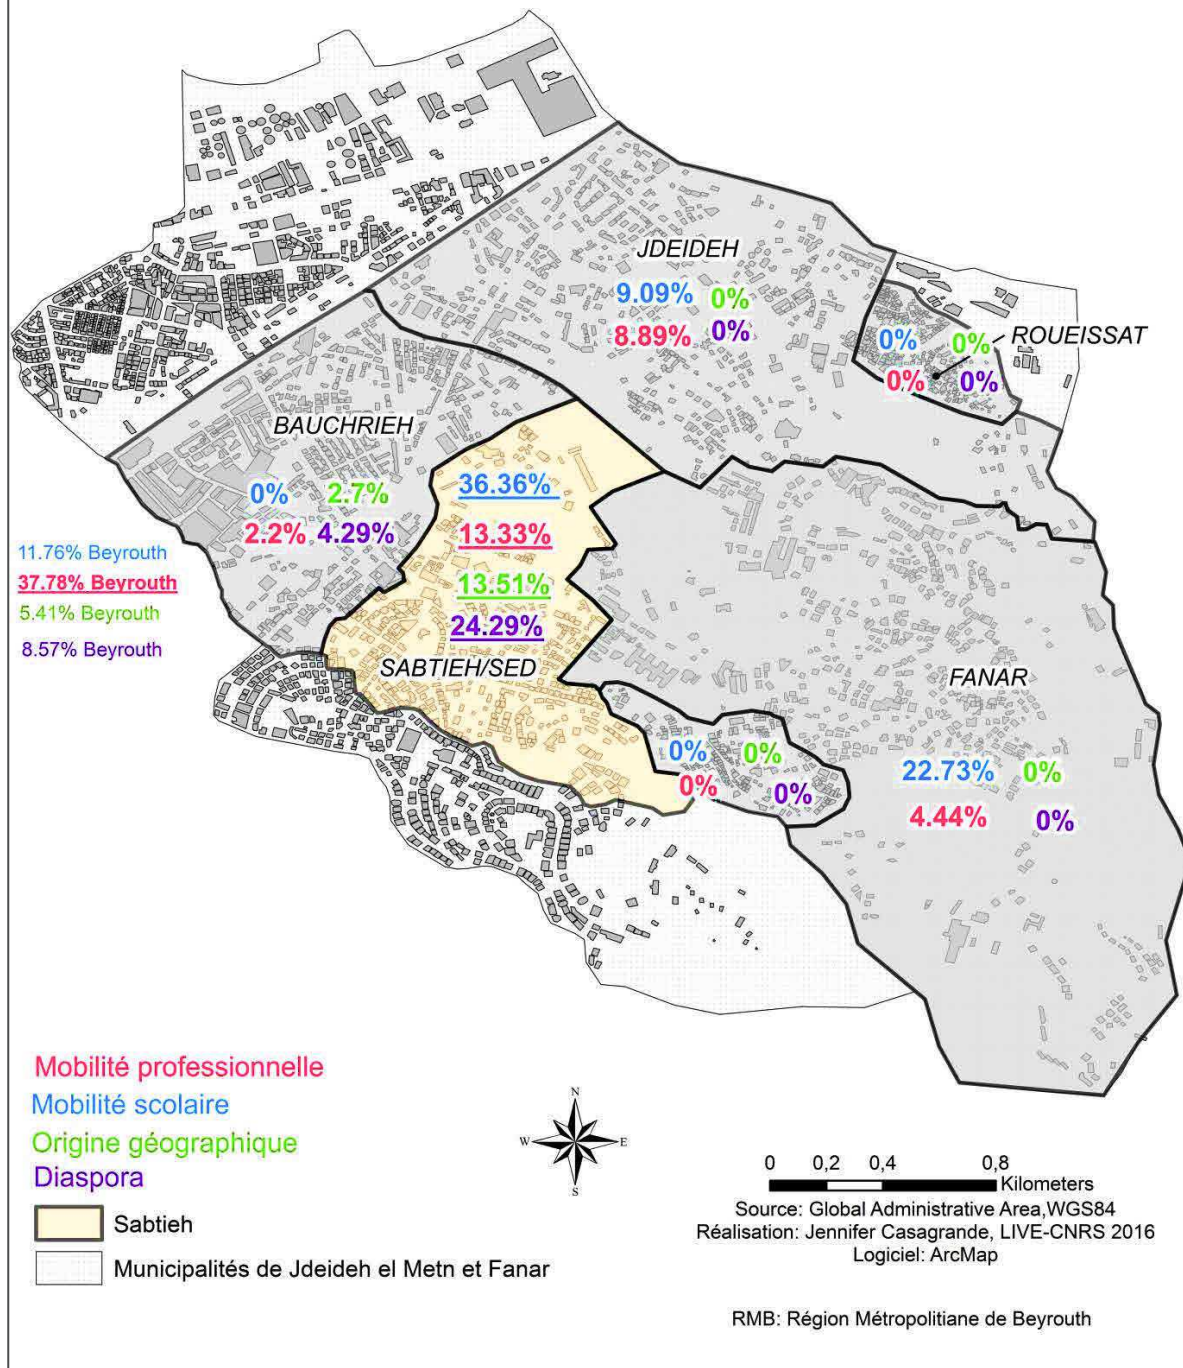 JDEIDEH
9.09% 0%
8.89% 0%
ROUEISSAT
0% 0%
0% 0%
BAUCHRIEH
0% 2.7%
2.2% 4.29%
36.36%
13.33%
13.51%
24.29%
SABTIEH/SED
11.76% Beyrouth
37.78% Beyrouth
5.41% Beyrouth
8.57% Beyrouth
FANAR
22.73% 0%
4.44% 0%
0% 0%
0% 0%
Mobilité professionnelle
Mobilité scolaire
Origine géographique
Diaspora
Sabtieh
Municipalités de Jdeideh el Metn et Fanar
N
W E
S
0 0,2 0,4 0,8
Kilometers
Source: Global Administrative Area,WGS84
Réalisation: Jennifer Casagrande, LIVE-CNRS 2016
Logiciel: ArcMap
RMB: Région Métropolitiane de Beyrouth